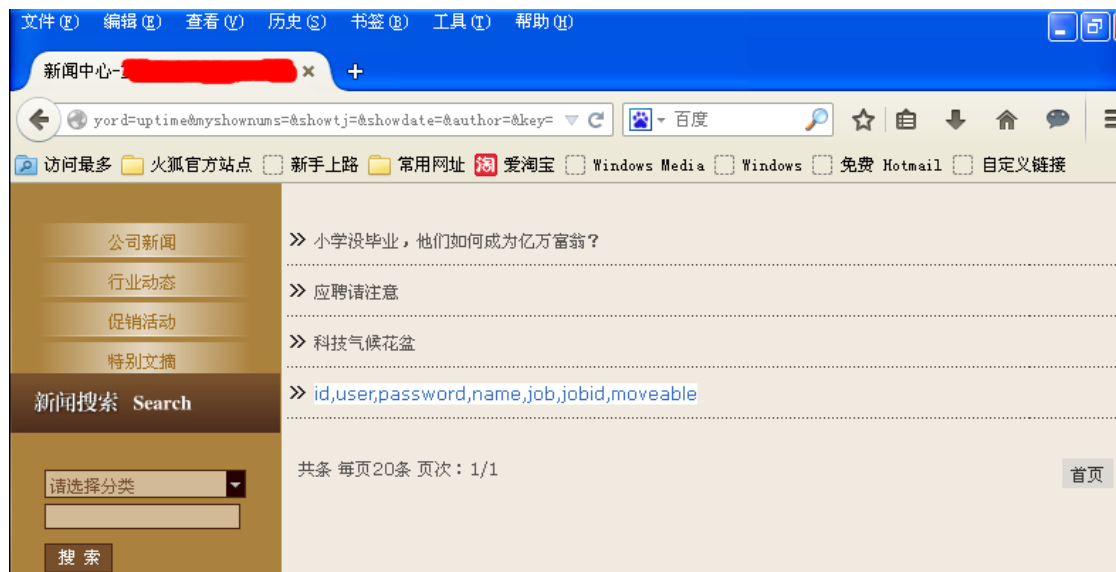 文件(F) 编辑(E) 查看(V) 历史(S) 书签(B) 工具(T) 帮助(H)
新闻中心-
yord=uptime&myshownums=&showtj=&showdate=&author=&key= 百度
访问最多 火狐官方站点 新手上路 常用网址 淘 爱淘宝 Windows Media Windows 免费 Hotmail 自定义链接
公司新闻
行业动态
促销活动
特别文摘
新闻搜索 Search
请选择分类
搜 索
» 小学没毕业，他们如何成为亿万富翁？
» 应聘请注意
» 科技气候花盆
» id,user,password,name,job,jobid,moveable
共条 每页20条 页次：1/1
首页